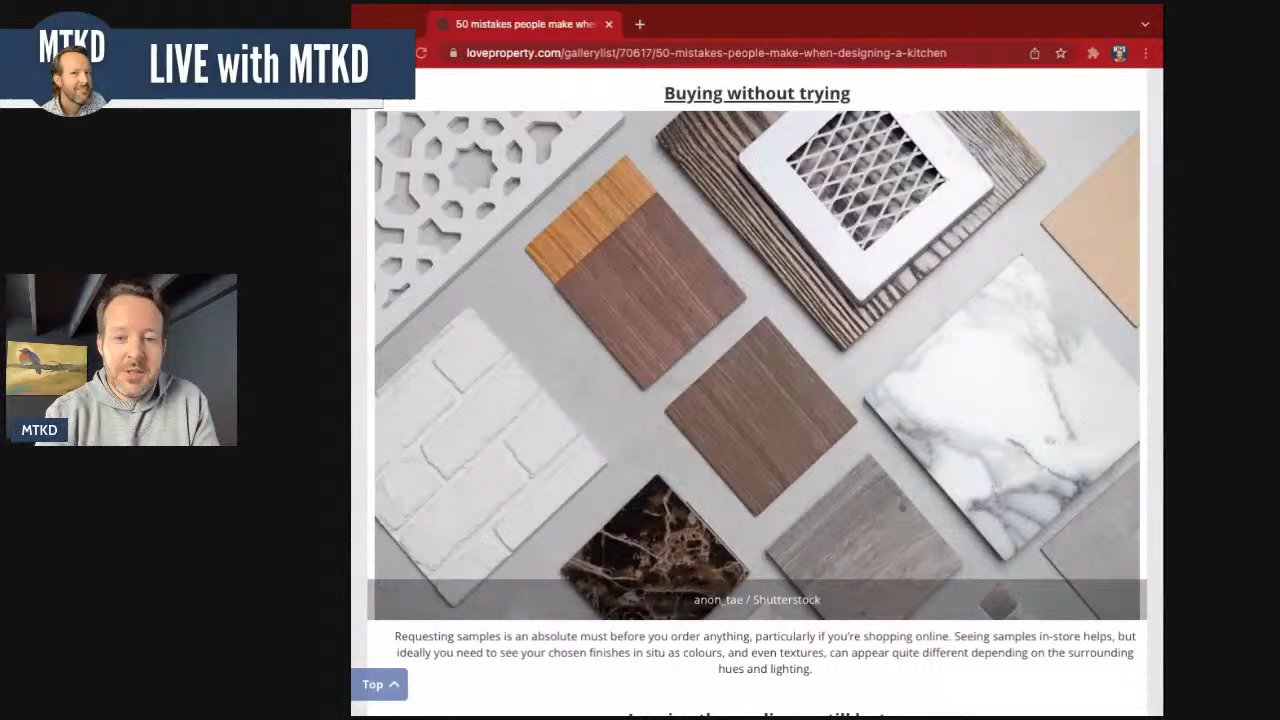 50 mistakes people make whe
MTKD
LIVE with MTKD
loveproperty.com/gallerylist/70617/50-mistakes-people-make-when-designing-a-kitchen
Buying without trying
MTKD
anon_tae / Shutterstock
Requesting samples is an absolute must before you order anything, particularly if you're shopping online. Seeing samples in-store helps, but
ideally you need to see your chosen finishes in situ as colours, and even textures, can appear quite different depending on the surrounding
hues and lighting.
Top